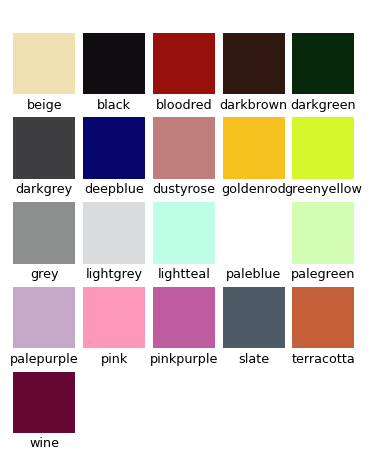 beige black bloodred darkbrown darkgreen
darkgrey deepblue dustyrose goldenrod greenyellow
grey lightgrey lightteal paleblue palegreen
palepurple pink pinkpurple slate terracotta
wine